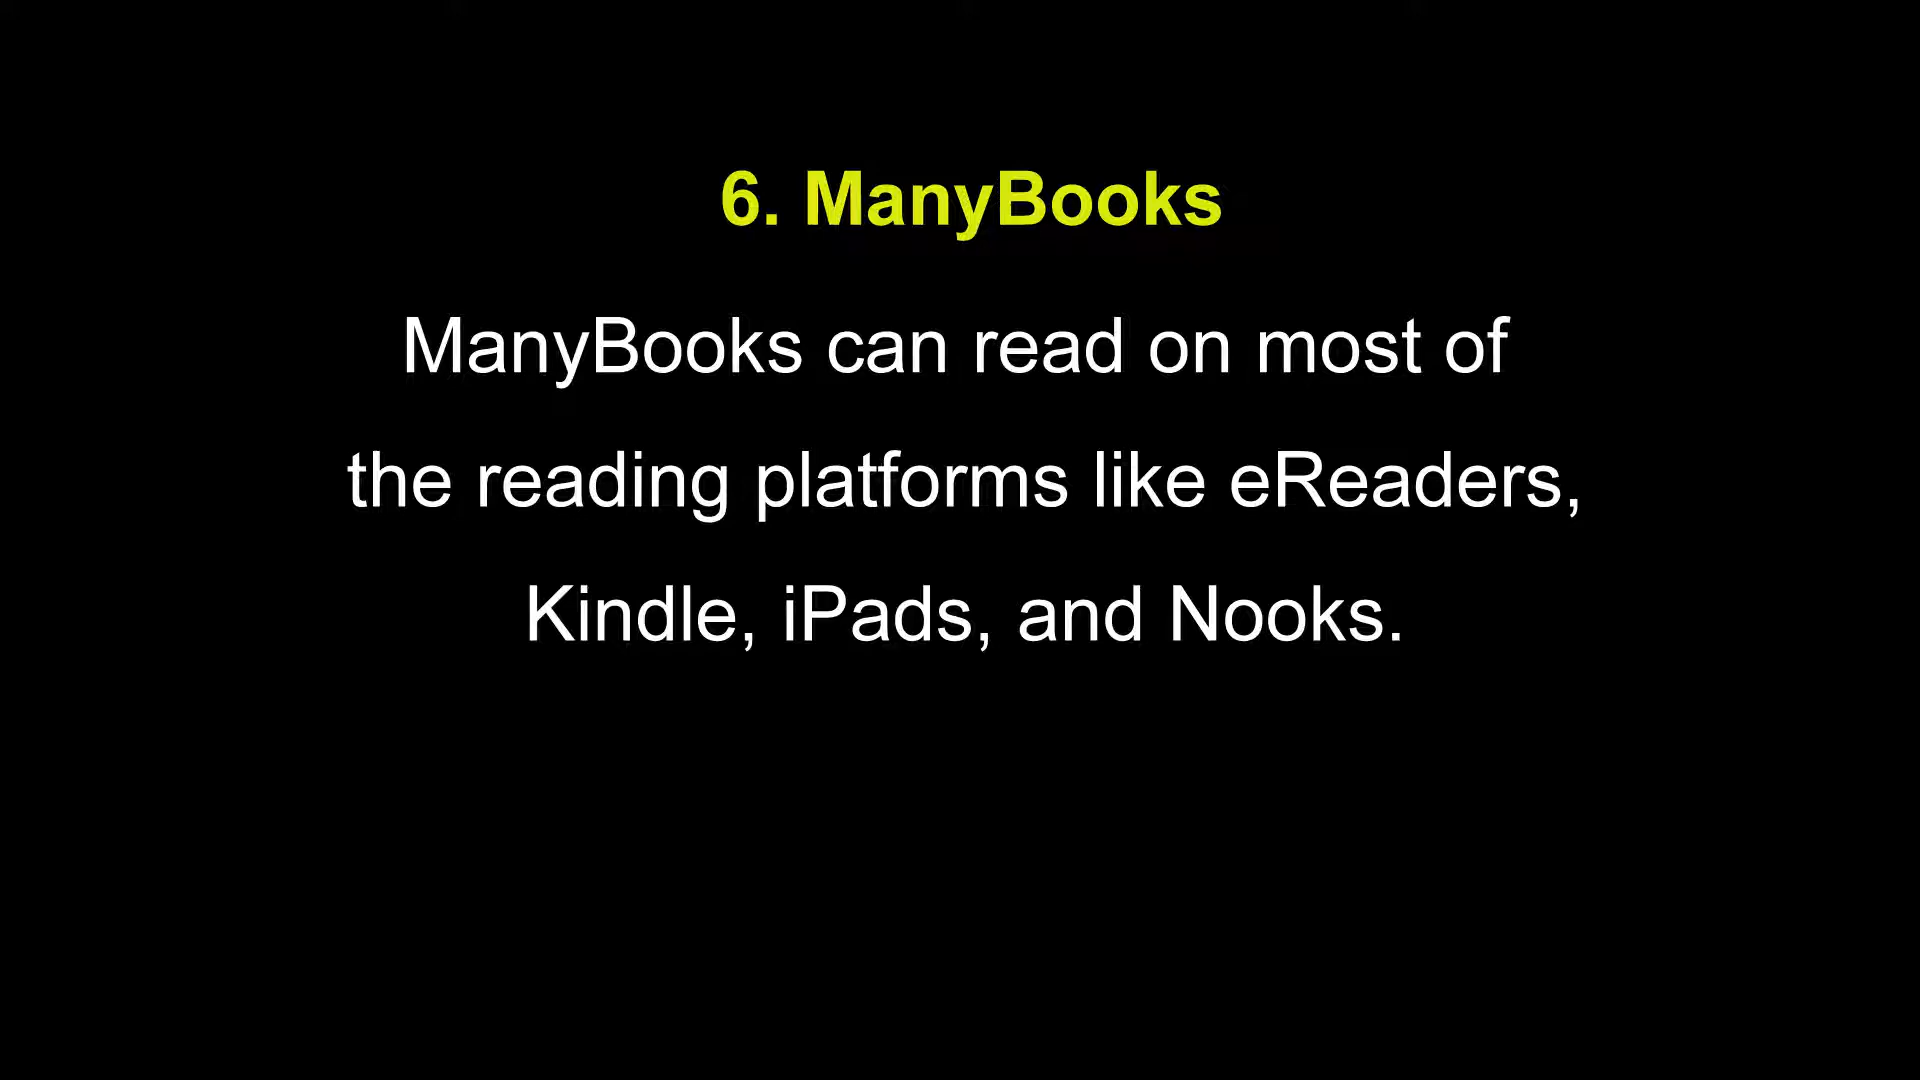 6. ManyBooks
ManyBooks can read on most of
the reading platforms like eReaders,
Kindle, iPads, and Nooks.